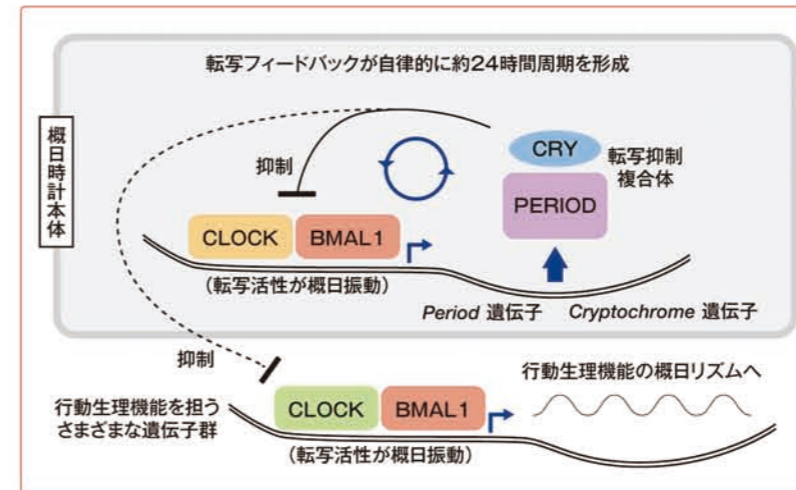 転写フィードバックが自律的に約24時間周期を形成
概日時計本体
抑制
CRY
転写抑制
複合体
PERIOD
CLOCK
BMAL1
(転写活性が概日振動)
Period 遺伝子
Cryptochrome 遺伝子
抑制
行動生理機能の概日リズムへ
行動生理機能を担う
さまざまな遺伝子群
CLOCK
BMAL1
(転写活性が概日振動)